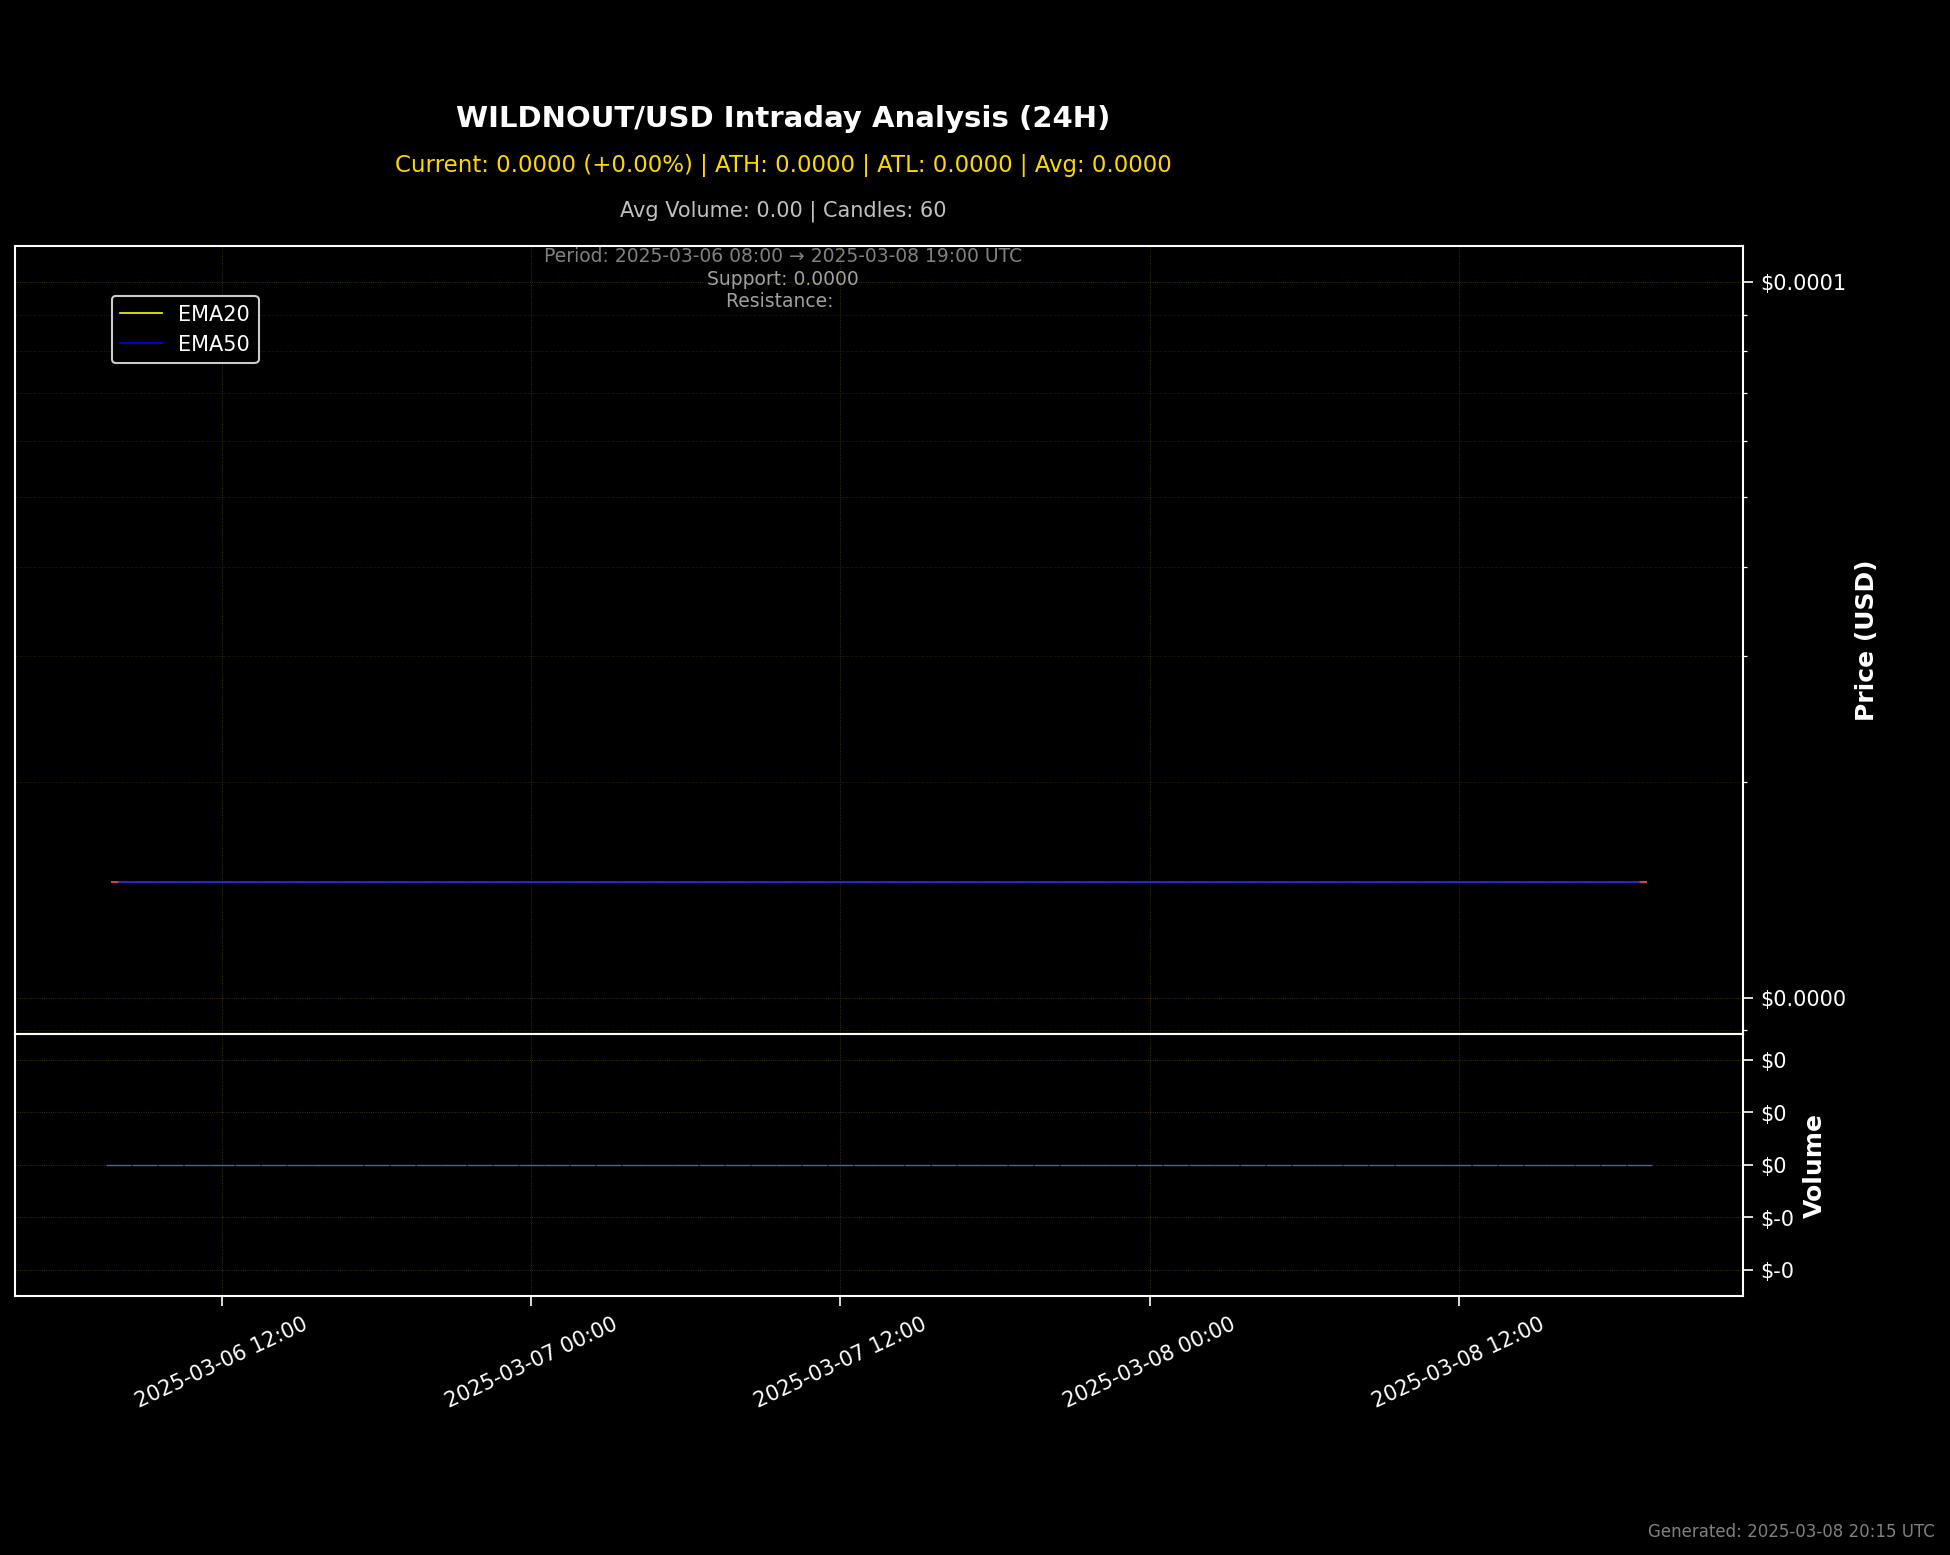 WILDNOUT/USD Intraday Analysis (24H)
Current: 0.0000 (+0.00%) | ATH: 0.0000 | ATL: 0.0000 | Avg: 0.0000
Avg Volume: 0.00 | Candles: 60
Period: 2025-03-06 08:00 → 2025-03-08 19:00 UTC
Support: 0.0000
Resistance:
EMA20
EMA50
$0.0001
$0.0000
Price (USD)
$0
$0
$0
$-0
$-0
Volume
2025-03-06 12:00
2025-03-07 00:00
2025-03-07 12:00
2025-03-08 00:00
2025-03-08 12:00
Generated: 2025-03-08 20:15 UTC